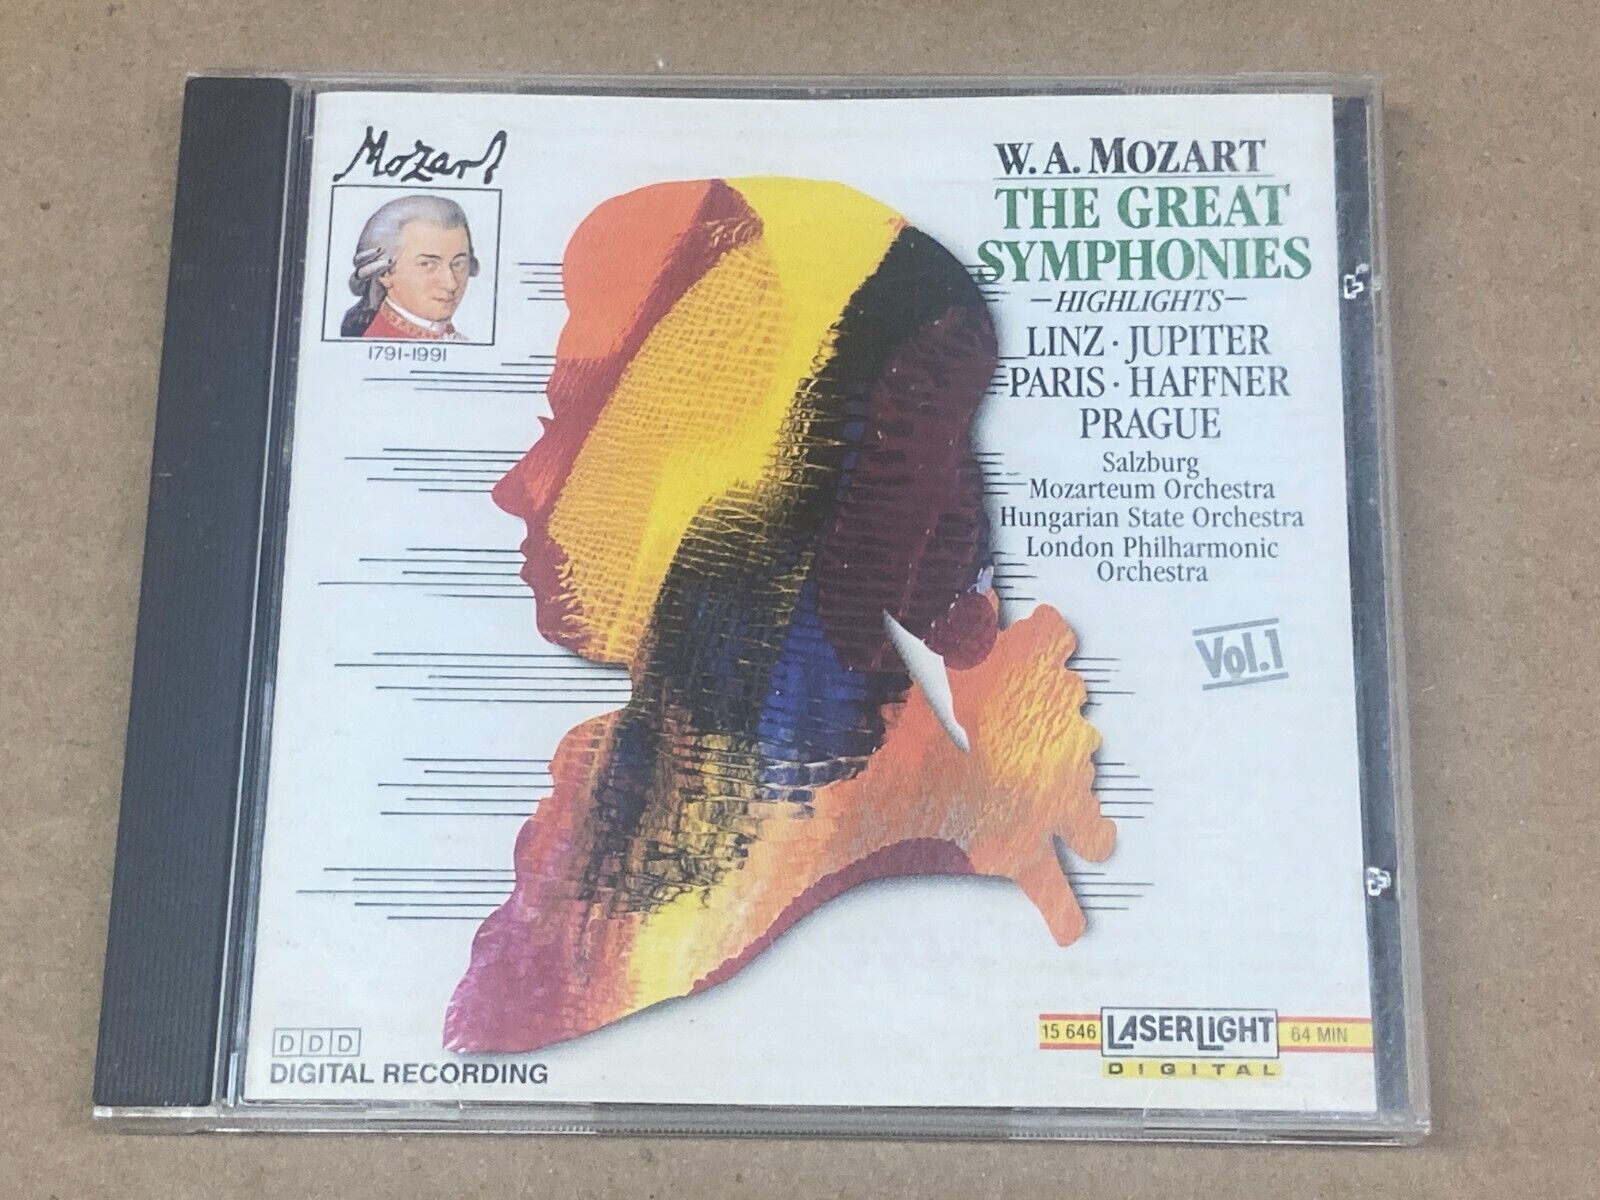 Mozart
1791-1991
W. A. MOZART
THE GREAT
SYMPHONIES
-HIGHLIGHTS-
LINZ · JUPITER
PARIS · HAFFNER
PRAGUE
Salzburg
Mozarteum Orchestra
Hungarian State Orchestra
London Philharmonic
Orchestra
Vol.1
DDD
DIGITAL RECORDING
15 646 LASERLIGHT 64 MIN
DIGITAL